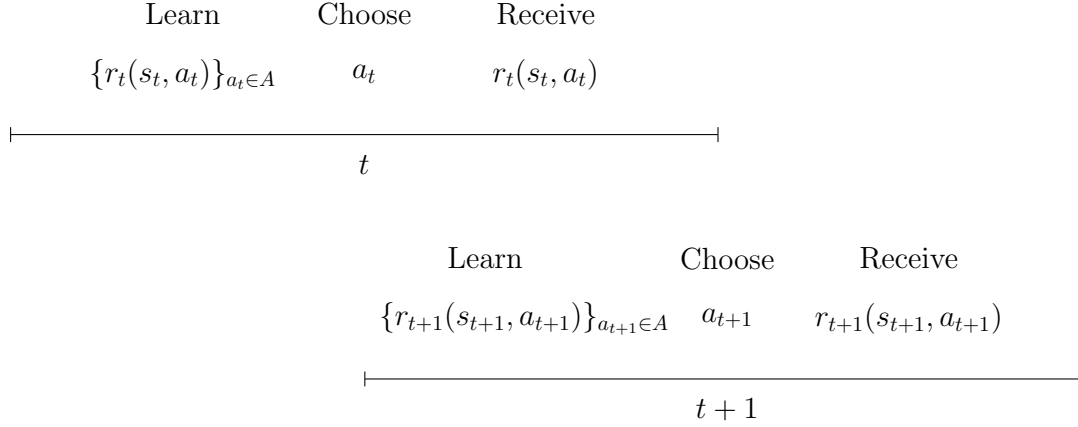 Learn Choose Receive
{r_t(s_t, a_t)}_{a_t∈A} a_t r_t(s_t, a_t)
t
Learn Choose Receive
{r_{t+1}(s_{t+1}, a_{t+1})}_{a_{t+1}∈A} a_{t+1} r_{t+1}(s_{t+1}, a_{t+1})
t + 1